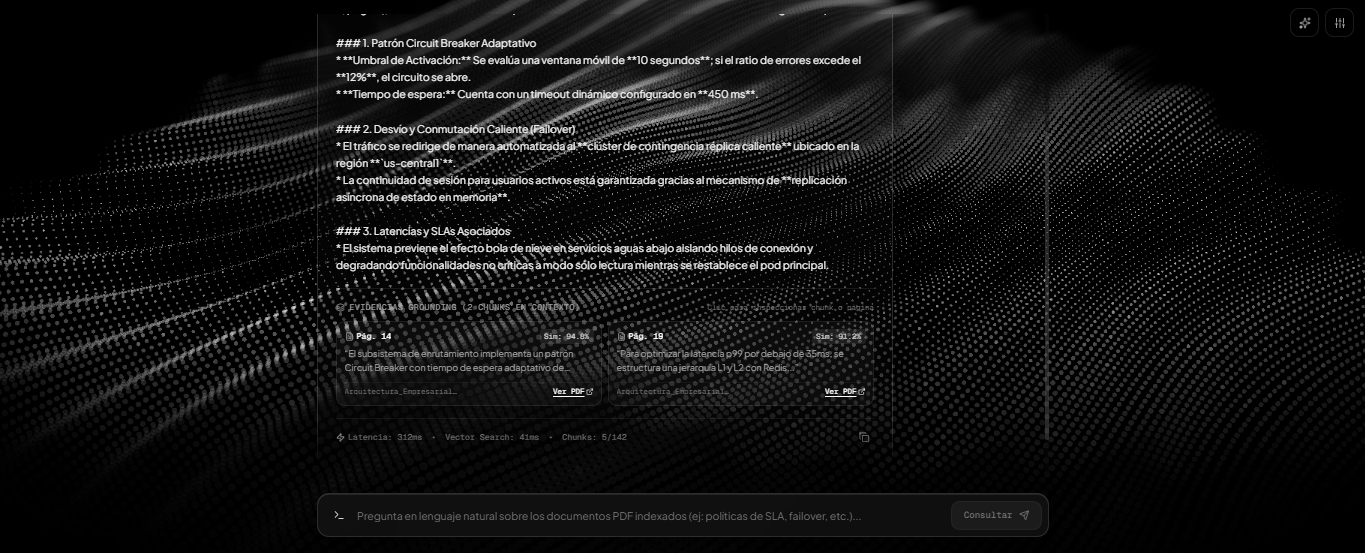 ### 1. Patrón Circuit Breaker Adaptativo
* **Umbral de Activación:** Se evalúa una ventana móvil de **10 segundos**; si el ratio de errores excede el
**12%**, el circuito se abre.
* **Tiempo de espera:** Cuenta con un timeout dinámico configurado en **450 ms**.
### 2. Desvío y Conmutación Caliente (Failover)
* El tráfico se redirige de manera automatizada al **clúster de contingencia réplica caliente** ubicado en la
región **`us-central1`**.
* La continuidad de sesión para usuarios activos está garantizada gracias al mecanismo de **replicación
asíncrona de estado en memoria**.
### 3. Latencias y SLAs Asociados
* El sistema previene el efecto bola de nieve en servicios aguas abajo aislando hilos de conexión y
degradando funcionalidades no críticas a modo sólo lectura mientras se restablece el pod principal.
EVIDENCIAS GROUNDING (2 CHUNKS EN CONTEXTO)
Clic para inspeccionar chunk o página
Pág. 14 Sim: 94.8%
"El subsistema de enrutamiento implementa un patrón
Circuit Breaker con tiempo de espera adaptativo de...
Arquitectura_Empresarial… Ver PDF
Pág. 19 Sim: 91.2%
"Para optimizar la latencia p99 por debajo de 35ms, se
estructura una jerarquía L1 y L2 con Redis..."
Arquitectura_Empresarial… Ver PDF
Latencia: 312ms • Vector Search: 41ms • Chunks: 5/142
Pregunta en lenguaje natural sobre los documentos PDF indexados (ej: políticas de SLA, failover, etc.)...
Consultar